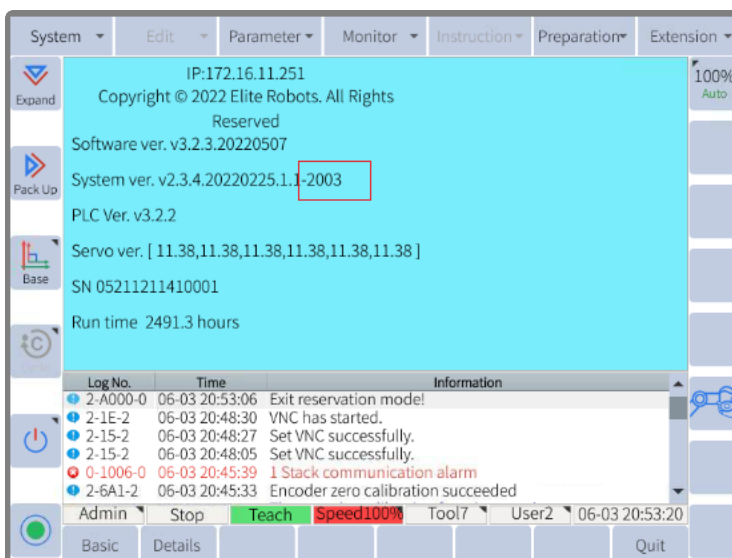 System Edit Parameter Monitor Instruction Preparation Extension
Expand
Pack Up
Base
100%
Auto
IP:172.16.11.251
Copyright © 2022 Elite Robots. All Rights
Reserved
Software ver. v3.2.3.20220507
System ver. v2.3.4.20220225.1.1-2003
PLC Ver. v3.2.2
Servo ver. [ 11.38,11.38,11.38,11.38,11.38,11.38 ]
SN 05211211410001
Run time 2491.3 hours
Log No. Time Information
2-A000-0 06-03 20:53:06 Exit reservation mode!
2-1E-2 06-03 20:48:30 VNC has started.
2-15-2 06-03 20:48:27 Set VNC successfully.
2-15-2 06-03 20:48:05 Set VNC successfully.
0-1006-0 06-03 20:45:39 1 Stack communication alarm
2-6A1-2 06-03 20:45:33 Encoder zero calibration succeeded
Admin Stop Teach Speed100% Tool7 User2 06-03 20:53:20
Basic Details Quit